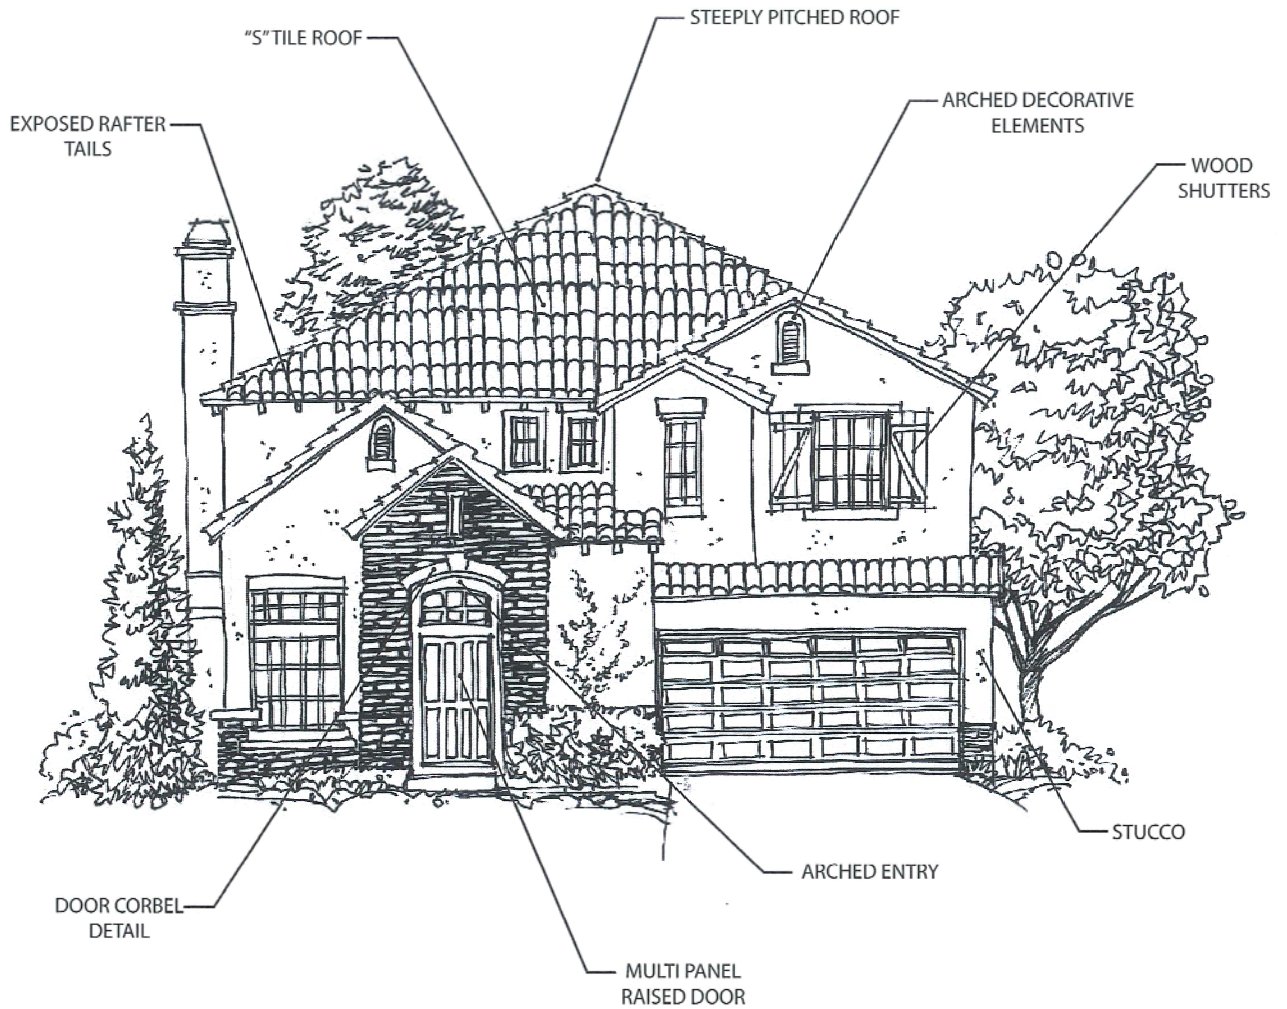 STEEPLY PITCHED ROOF
“S” TILE ROOF
ARCHED DECORATIVE
ELEMENTS
EXPOSED RAFTER
TAILS
WOOD
SHUTTERS
STUCCO
ARCHED ENTRY
DOOR CORBEL
DETAIL
MULTI PANEL
RAISED DOOR